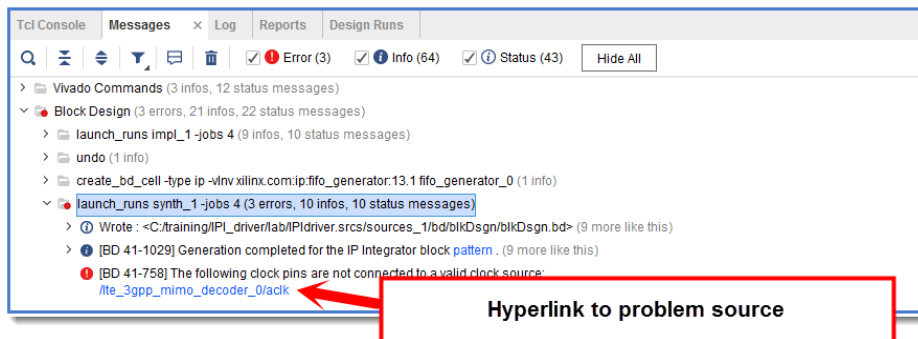 Tcl Console Messages × Log Reports Design Runs
Error (3) Info (64) Status (43) Hide All
Vivado Commands (3 infos, 12 status messages)
Block Design (3 errors, 21 infos, 22 status messages)
launch_runs impl_1 -jobs 4 (9 infos, 10 status messages)
undo (1 info)
create_bd_cell -type ip -vlnv xilinx.com:ip:fifo_generator:13.1 fifo_generator_0 (1 info)
launch_runs synth_1 -jobs 4 (3 errors, 10 infos, 10 status messages)
Wrote : <C:/training/IPI_driver/lab/IPIdriver.srcs/sources_1/bd/blkDsgn/blkDsgn.bd> (9 more like this)
[BD 41-1029] Generation completed for the IP Integrator block pattern . (9 more like this)
[BD 41-758] The following clock pins are not connected to a valid clock source:
/lte_3gpp_mimo_decoder_0/aclk
Hyperlink to problem source